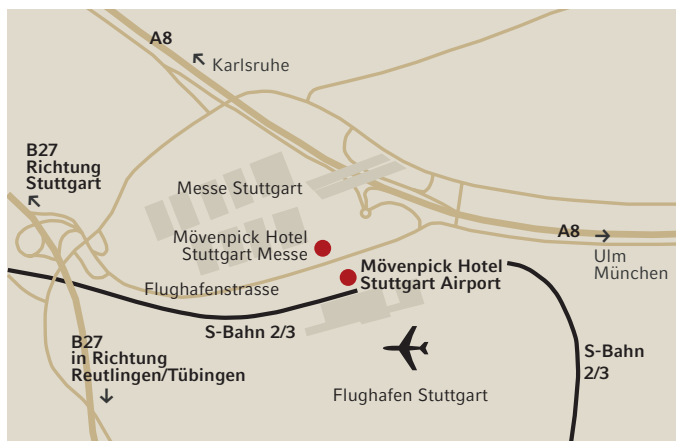 A8
Karlsruhe
B27
Richtung
Stuttgart
Messe Stuttgart
Mövenpick Hotel
Stuttgart Messe
A8
Ulm
München
Mövenpick Hotel
Stuttgart Airport
Flughafenstrasse
S-Bahn 2/3
B27
in Richtung
Reutlingen/Tübingen
S-Bahn
2/3
Flughafen Stuttgart